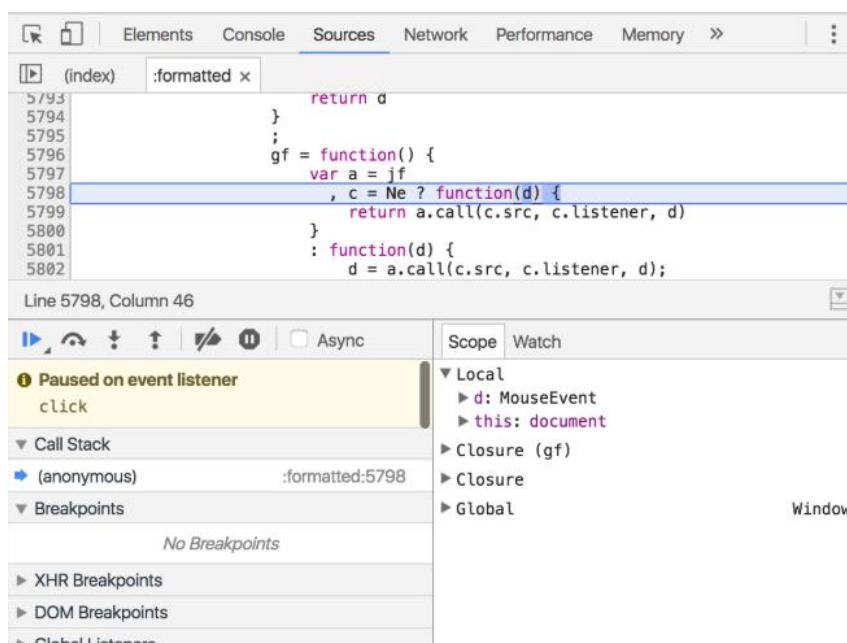 Elements Console Sources Network Performance Memory »
(index) :formatted ×
5793 return d
5794 }
5795 ;
5796 gf = function() {
5797 var a = jf
5798 , c = Ne ? function(d) {
5799 return a.call(c.src, c.listener, d)
5800 }
5801 : function(d) {
5802 d = a.call(c.src, c.listener, d);
Line 5798, Column 46
Async
Paused on event listener
click
Call Stack
(anonymous) :formatted:5798
Breakpoints
No Breakpoints
XHR Breakpoints
DOM Breakpoints
Global Listeners
Scope Watch
Local
d: MouseEvent
this: document
Closure (gf)
Closure
Global Window